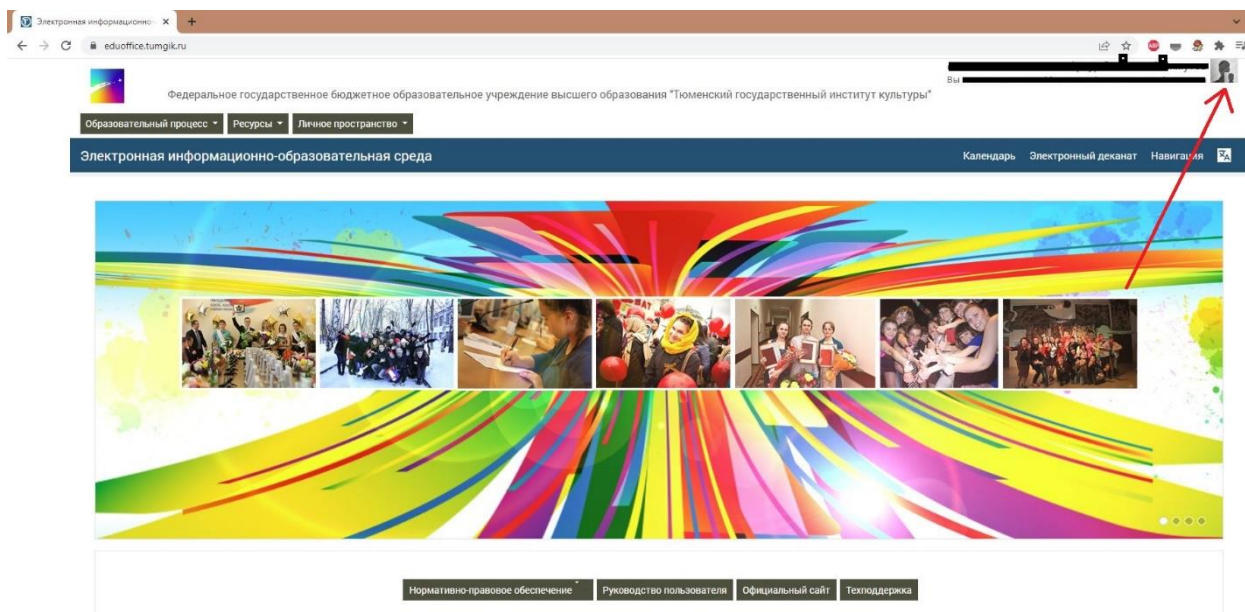 Электронная информационно-
eduoffice.tumgik.ru
ABP
Вы
Федеральное государственное бюджетное образовательное учреждение высшего образования "Тюменский государственный институт культуры"
Образовательный процесс Ресурсы Личное пространство
Электронная информационно-образовательная среда Календарь Электронный деканат Навигация
Нормативно-правовое обеспечение Руководство пользователя Официальный сайт Техподдержка